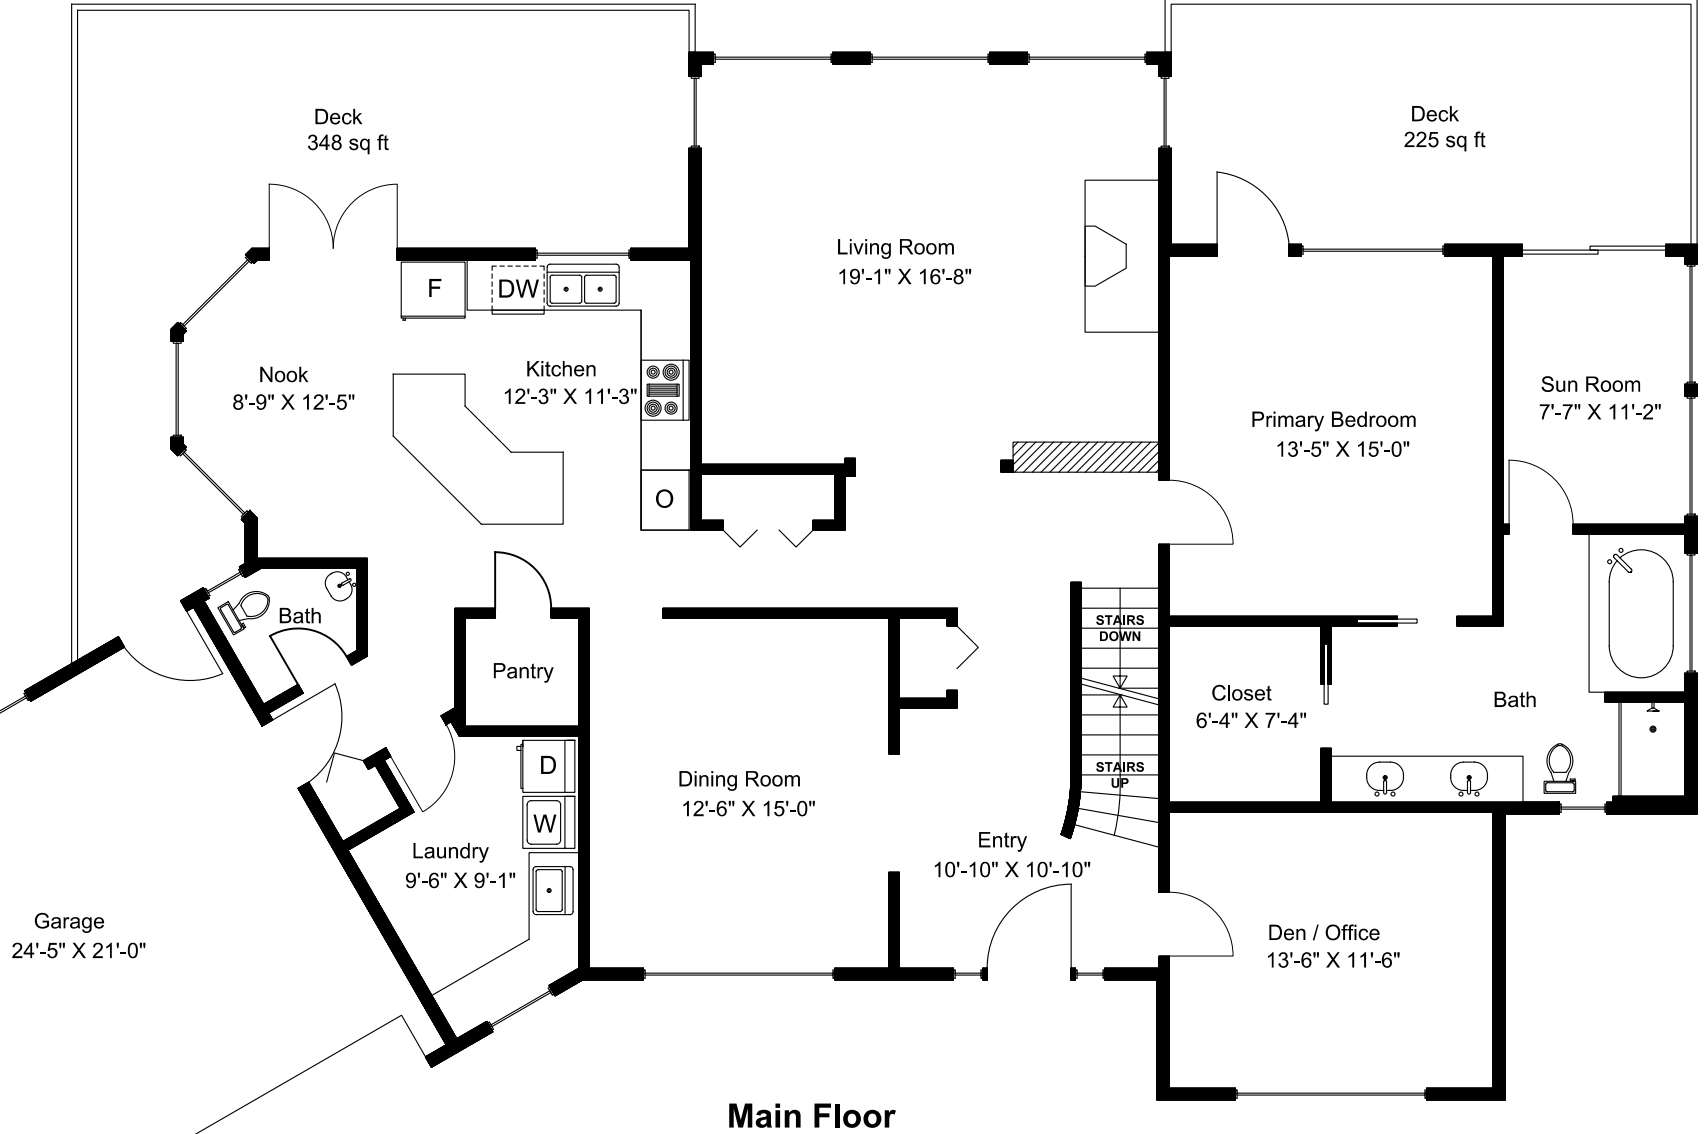 Deck
348 sq ft
Deck
225 sq ft
Living Room
19'-1" X 16'-8"
F
DW
Nook
8'-9" X 12'-5"
Kitchen
12'-3" X 11'-3"
Sun Room
7'-7" X 11'-2"
Primary Bedroom
13'-5" X 15'-0"
O
Bath
STAIRS
DOWN
Pantry
Closet
6'-4" X 7'-4"
Bath
D
STAIRS
UP
Dining Room
12'-6" X 15'-0"
W
Laundry
9'-6" X 9'-1"
Entry
10'-10" X 10'-10"
Garage
24'-5" X 21'-0"
Den / Office
13'-6" X 11'-6"
Main Floor